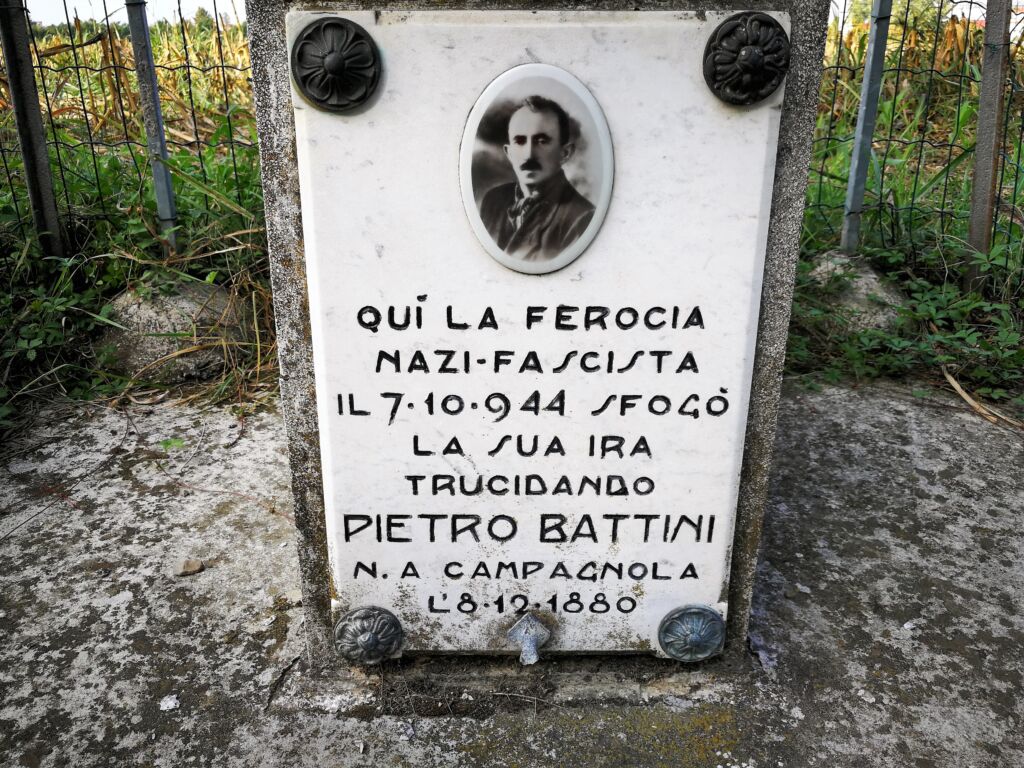 QUÍ LA FEROCIA
NAZI-FASCISTA
IL 7·10·944 SFOGÒ
LA SUA IRA
TRUCIDANDO
PIETRO BATTINI
N. A CAMPAGNOLA
L'8·12·1880